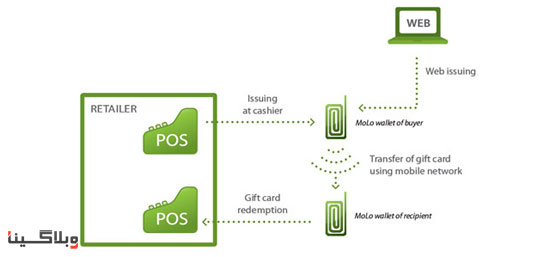 WEB
Web issuing
RETAILER
POS
Issuing
at cashier
MoLo wallet of buyer
Transfer of gift card
using mobile network
POS
Gift card
redemption
MoLo wallet of recipient
وبلاگسینا